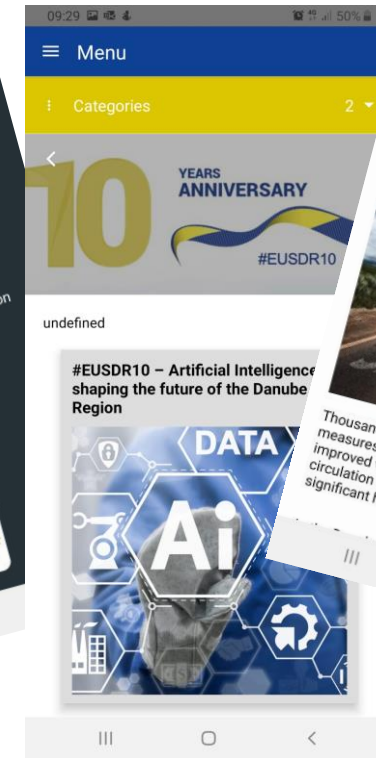 09:29
50%
Menu
Categories
2
10
YEARS
ANNIVERSARY
#EUSDR10
on
undefined
#EUSDR10 – Artificial Intelligence
shaping the future of the Danube
Region
DATA
Ai
Thousan
measures
improved
circulation
significant h